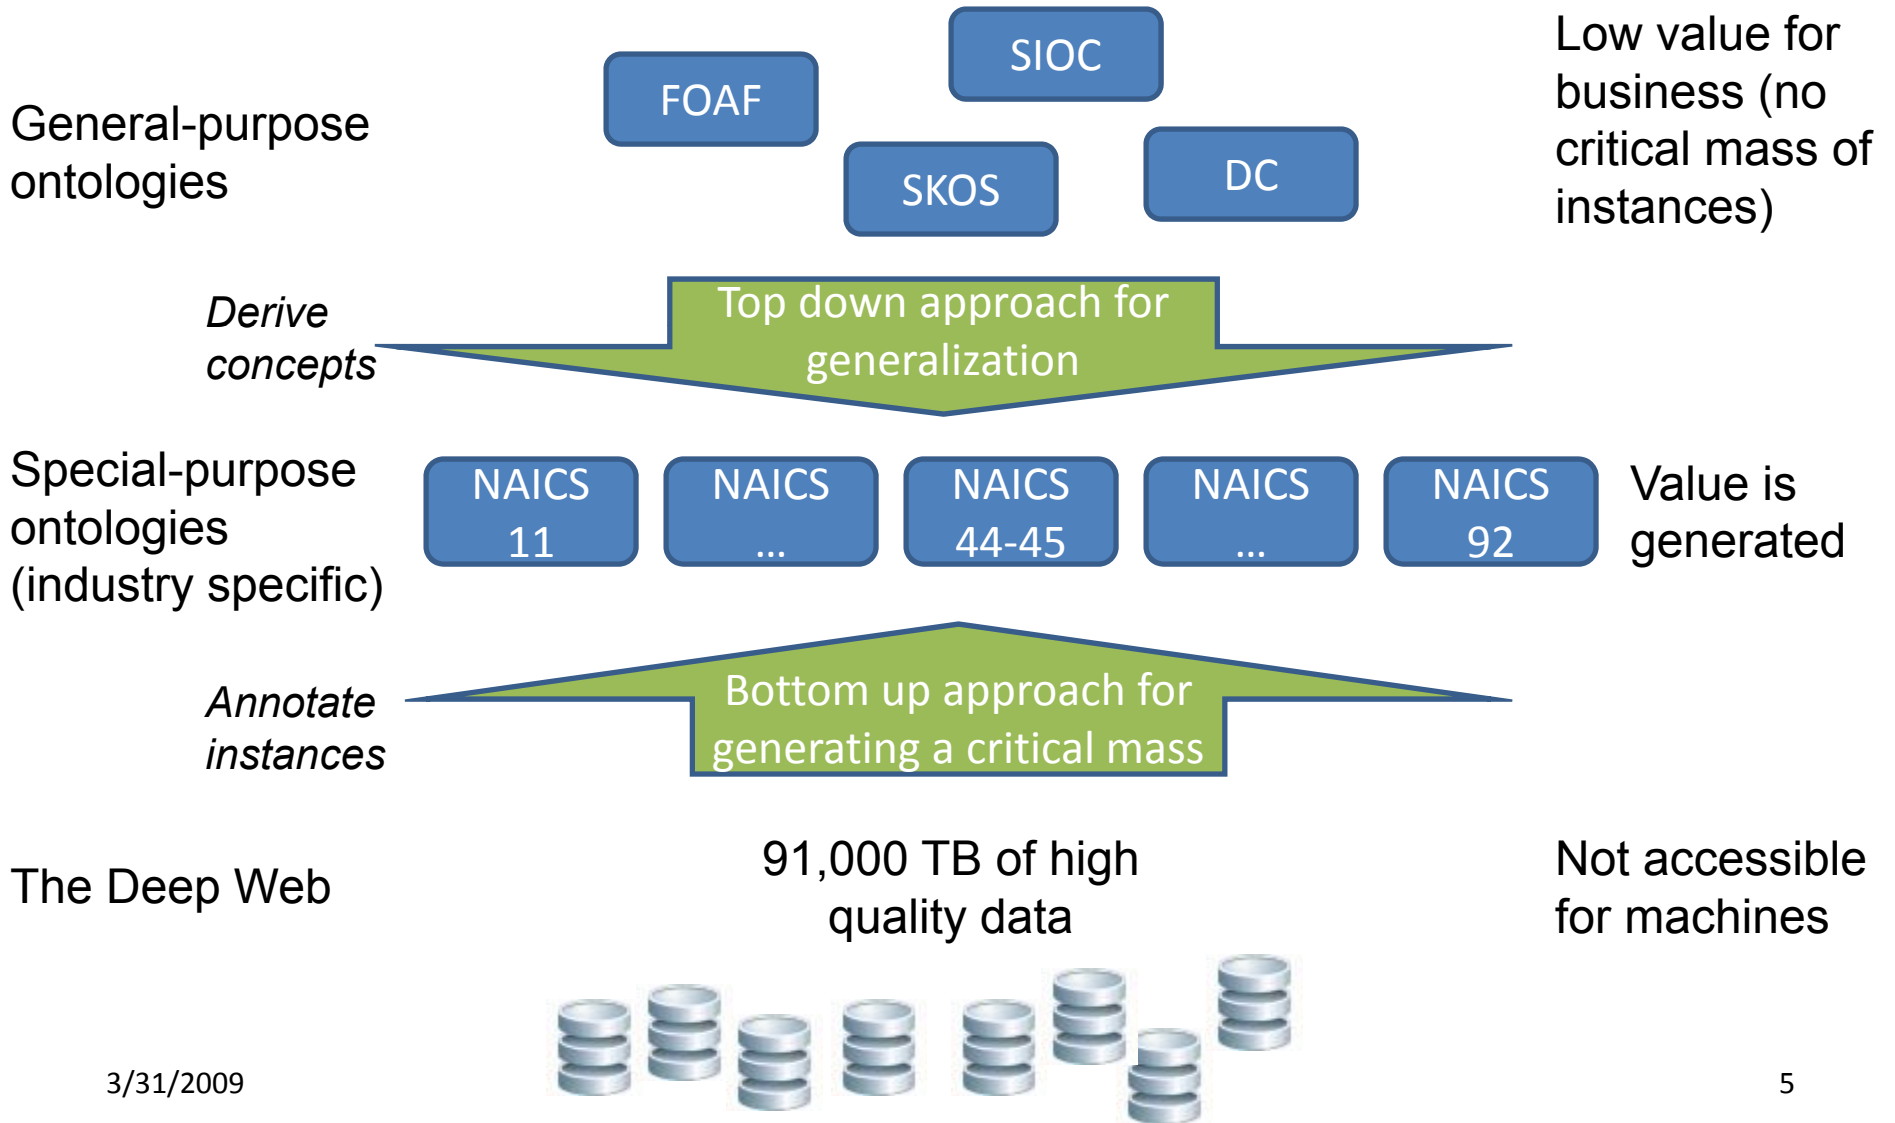 General-purpose
ontologies
FOAF
SIOC
SKOS
DC
Low value for
business (no
critical mass of
instances)
Derive
concepts
Top down approach for
generalization
Special-purpose
ontologies
(industry specific)
NAICS
11
NAICS
...
NAICS
44-45
NAICS
...
NAICS
92
Value is
generated
Annotate
instances
Bottom up approach for
generating a critical mass
The Deep Web
91,000 TB of high
quality data
Not accessible
for machines
3/31/2009
5